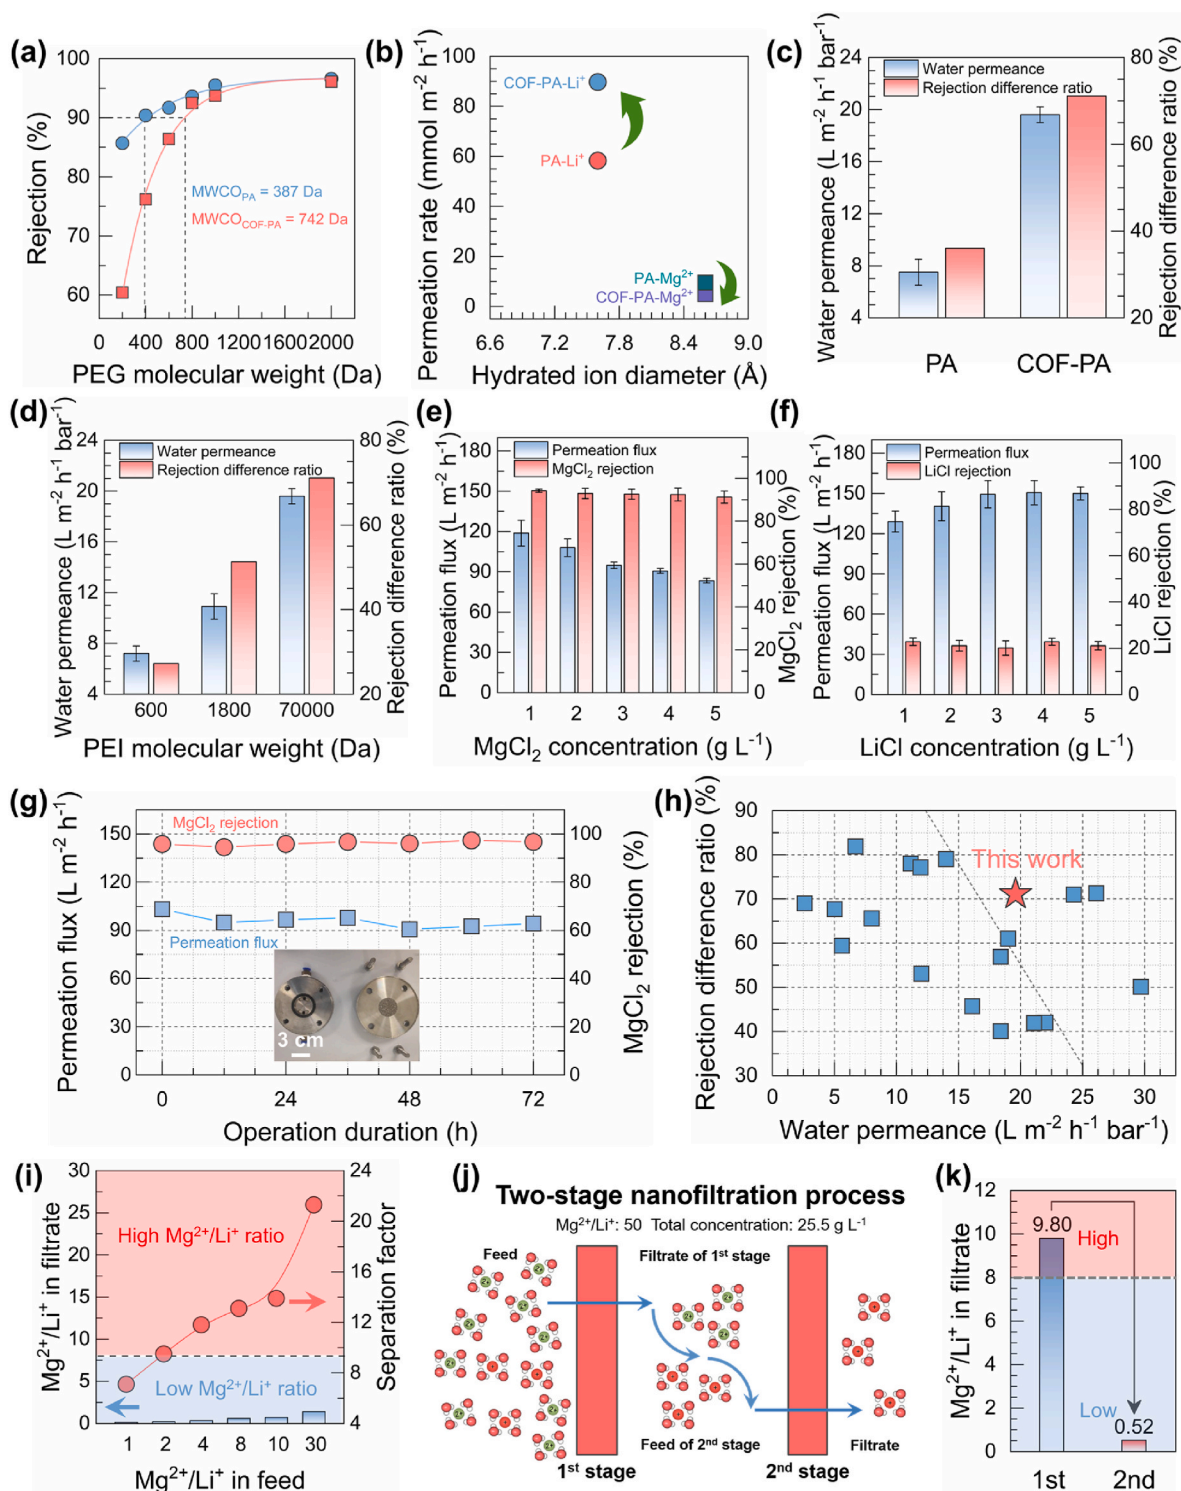 (a)
Rejection (%)
100
90
80
70
60
MWCO_PA = 387 Da
MWCO_COF-PA = 742 Da
0 400 800 1200 1600 2000
PEG molecular weight (Da)
(b)
Permeation rate (mmol m⁻² h⁻¹)
100
90
80
60
40
20
0
COF-PA-Li⁺
PA-Li⁺
PA-Mg²⁺
COF-PA-Mg²⁺
6.6 7.2 7.8 8.4 9.0
Hydrated ion diameter (Å)
(c)
Water permeance (L m⁻² h⁻¹ bar⁻¹)
24
20
16
12
8
4
Water permeance
Rejection difference ratio
80
60
40
20
Rejection difference ratio (%)
PA COF-PA
(d)
Water permeance (L m⁻² h⁻¹ bar⁻¹)
24
20
16
12
8
4
Water permeance
Rejection difference ratio
80
60
40
20
Rejection difference ratio (%)
600 1800 70000
PEI molecular weight (Da)
(e)
Permeation flux (L m⁻² h⁻¹)
180
150
120
90
60
30
0
Permeation flux
MgCl₂ rejection
100
80
60
40
20
0
MgCl₂ rejection (%)
1 2 3 4 5
MgCl₂ concentration (g L⁻¹)
(f)
Permeation flux (L m⁻² h⁻¹)
180
150
120
90
60
30
0
Permeation flux
LiCl rejection
100
80
60
40
20
0
LiCl rejection (%)
1 2 3 4 5
LiCl concentration (g L⁻¹)
(g)
Permeation flux (L m⁻² h⁻¹)
150
120
90
60
30
0
MgCl₂ rejection
Permeation flux
3 cm
100
80
60
40
20
0
MgCl₂ rejection (%)
0 24 48 72
Operation duration (h)
(h)
Rejection difference ratio (%)
90
80
70
60
50
40
30
This work
0 5 10 15 20 25 30
Water permeance (L m⁻² h⁻¹ bar⁻¹)
(i)
Mg²⁺/Li⁺ in filtrate
30
25
20
15
10
5
0
High Mg²⁺/Li⁺ ratio
Low Mg²⁺/Li⁺ ratio
24
20
16
12
8
4
Separation factor
1 2 4 8 10 30
Mg²⁺/Li⁺ in feed
(j)
Two-stage nanofiltration process
Mg²⁺/Li⁺: 50 Total concentration: 25.5 g L⁻¹
Feed
Filtrate of 1ˢᵗ stage
Feed of 2ⁿᵈ stage
Filtrate
1ˢᵗ stage
2ⁿᵈ stage
(k)
Mg²⁺/Li⁺ in filtrate
12
10
8
6
4
2
0
9.80
High
Low
0.52
1st 2nd